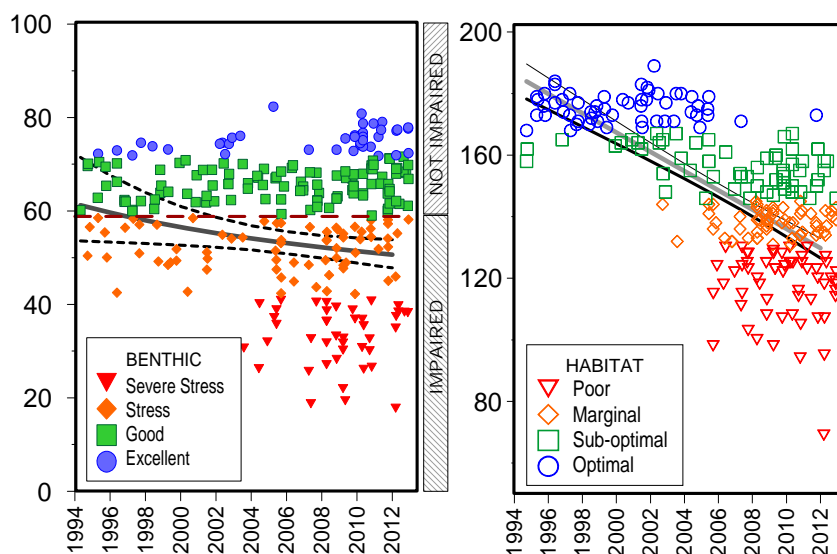 100
80
60
40
20
0
1994
1996
1998
2000
2002
2004
2006
2008
2010
2012
BENTHIC
Severe Stress
Stress
Good
Excellent
NOT IMPAIRED
IMPAIRED
200
160
120
80
1994
1996
1998
2000
2002
2004
2006
2008
2010
2012
HABITAT
Poor
Marginal
Sub-optimal
Optimal